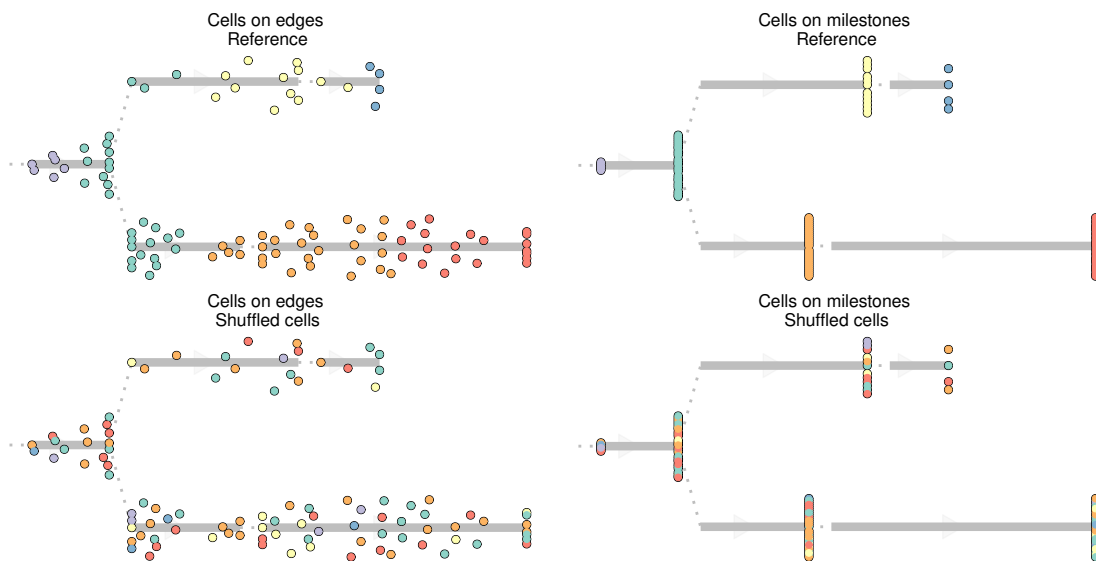 Cells on edges
Reference
Cells on milestones
Reference
Cells on edges
Shuffled cells
Cells on milestones
Shuffled cells